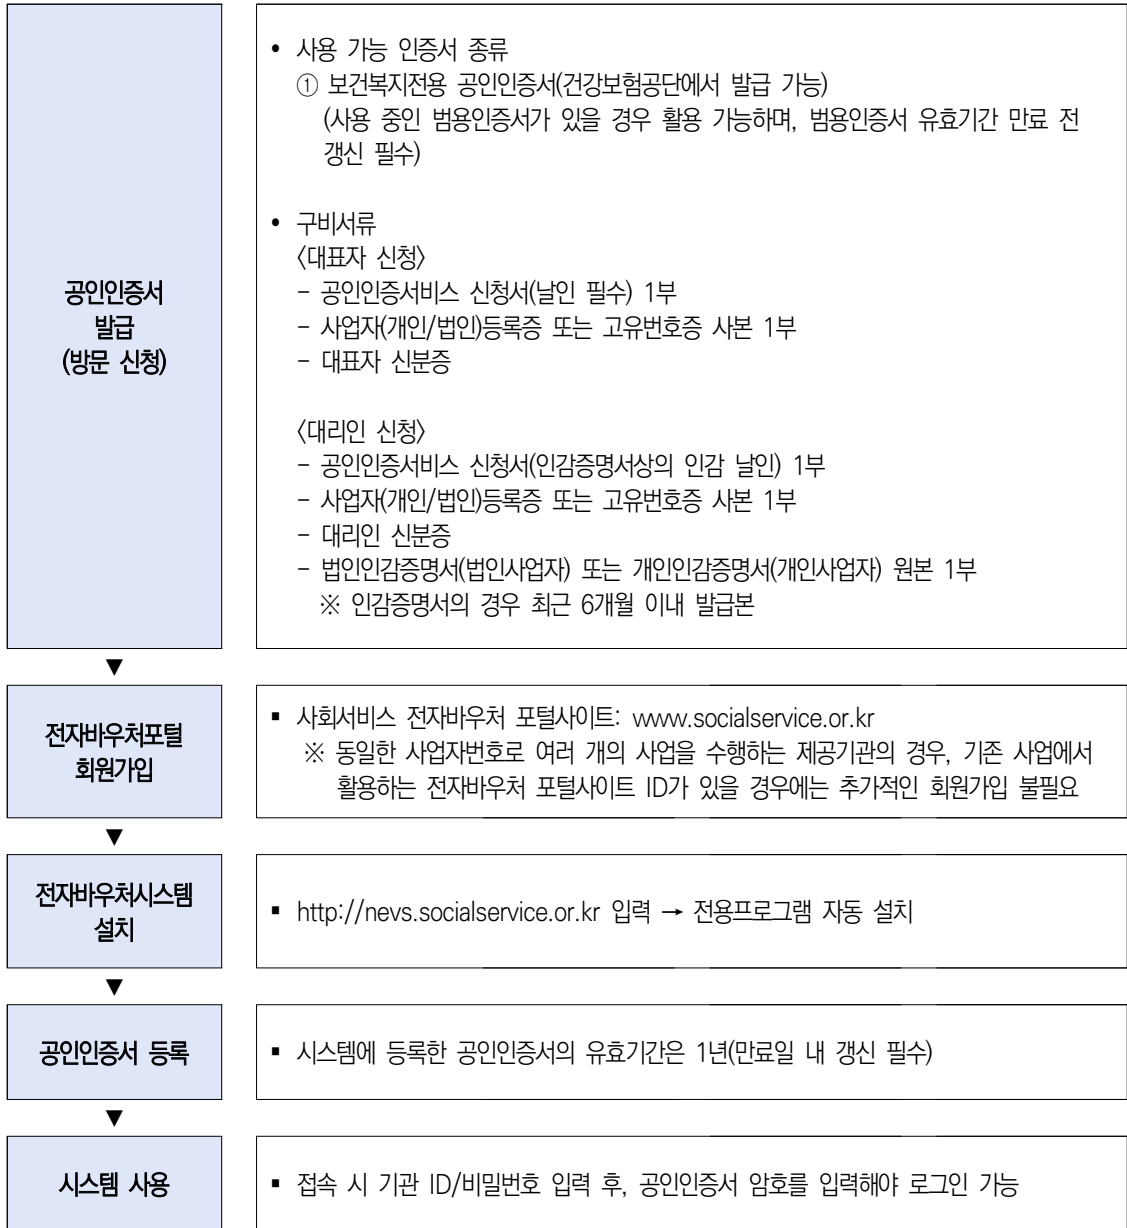 공인인증서
발급
(방문 신청)
• 사용 가능 인증서 종류
① 보건복지전용 공인인증서(건강보험공단에서 발급 가능)
(사용 중인 범용인증서가 있을 경우 활용 가능하며, 범용인증서 유효기간 만료 전
갱신 필수)
• 구비서류
〈대표자 신청〉
- 공인인증서비스 신청서(날인 필수) 1부
- 사업자(개인/법인)등록증 또는 고유번호증 사본 1부
- 대표자 신분증
〈대리인 신청〉
- 공인인증서비스 신청서(인감증명서상의 인감 날인) 1부
- 사업자(개인/법인)등록증 또는 고유번호증 사본 1부
- 대리인 신분증
- 법인인감증명서(법인사업자) 또는 개인인감증명서(개인사업자) 원본 1부
※ 인감증명서의 경우 최근 6개월 이내 발급본
▼
전자바우처포털
회원가입
▪ 사회서비스 전자바우처 포털사이트: www.socialservice.or.kr
※ 동일한 사업자번호로 여러 개의 사업을 수행하는 제공기관의 경우, 기존 사업에서
활용하는 전자바우처 포털사이트 ID가 있을 경우에는 추가적인 회원가입 불필요
▼
전자바우처시스템
설치
▪ http://nevs.socialservice.or.kr 입력 → 전용프로그램 자동 설치
▼
공인인증서 등록
▪ 시스템에 등록한 공인인증서의 유효기간은 1년(만료일 내 갱신 필수)
▼
시스템 사용
▪ 접속 시 기관 ID/비밀번호 입력 후, 공인인증서 암호를 입력해야 로그인 가능